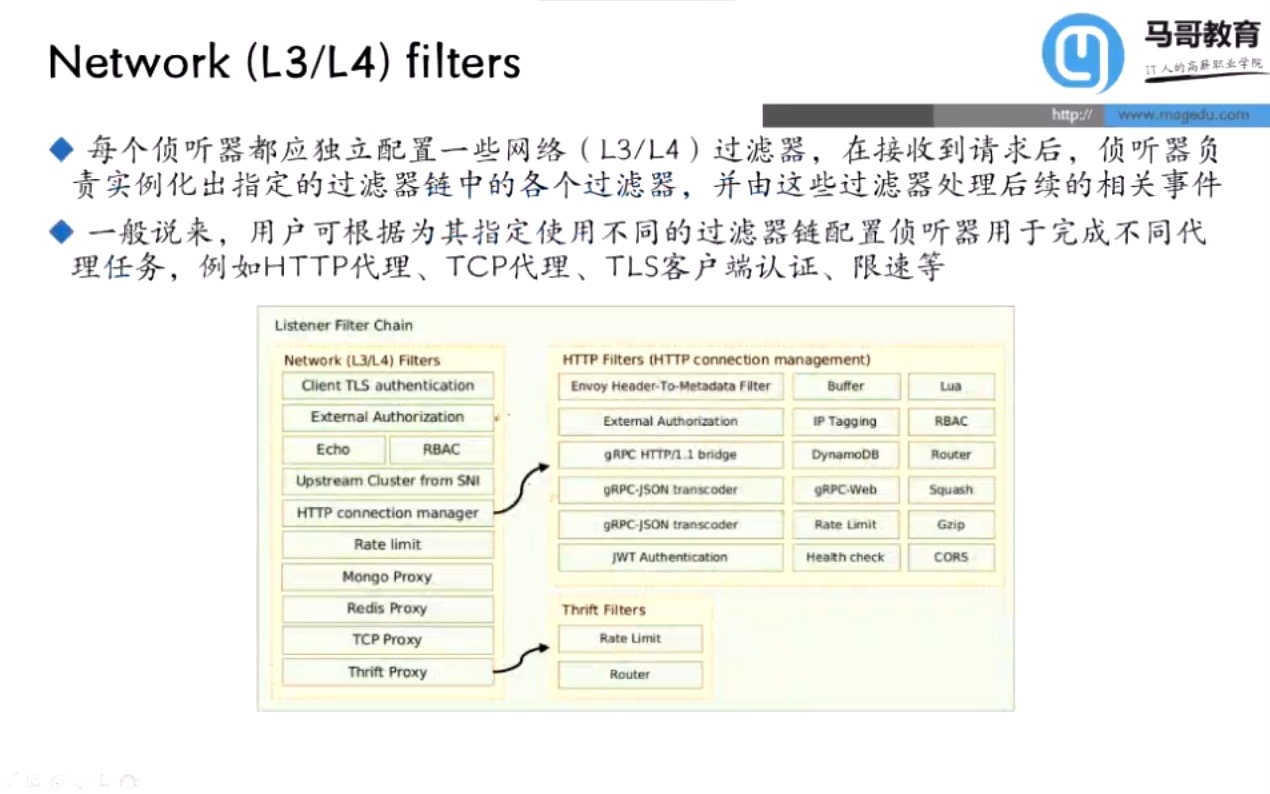 Network (L3/L4) filters
马哥教育
IT人的高薪职业学院
http://
www.magedu.com
每个侦听器都应独立配置一些网络（L3/L4）过滤器，在接收到请求后，侦听器负
责实例化出指定的过滤器链中的各个过滤器，并由这些过滤器处理后续的相关事件
一般说来，用户可根据为其指定使用不同的过滤器链配置侦听器用于完成不同代
理任务，例如HTTP代理、TCP代理、TLS客户端认证、限速等
Listener Filter Chain
Network (L3/L4) Filters
Client TLS authentication
External Authorization
Echo
RBAC
Upstream Cluster from SNI
HTTP connection manager
Rate limit
Mongo Proxy
Redis Proxy
TCP Proxy
Thrift Proxy
HTTP Filters (HTTP connection management)
Envoy Header-To-Metadata Filter
Buffer
Lua
External Authorization
IP Tagging
RBAC
gRPC HTTP/1.1 bridge
DynamoDB
Router
gRPC-JSON transcoder
gRPC-Web
Squash
gRPC-JSON transcoder
Rate Limit
Gzip
JWT Authentication
Health check
CORS
Thrift Filters
Rate Limit
Router